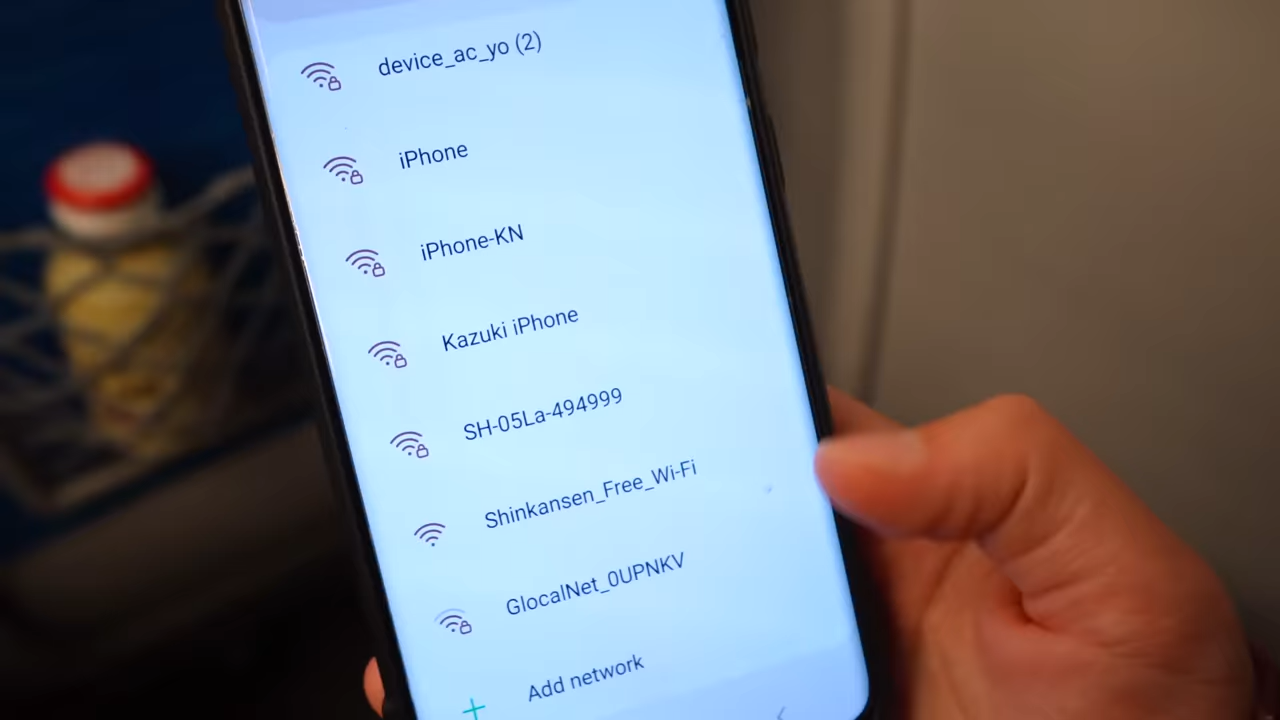 device_ac_yo (2)
iPhone
iPhone-KN
Kazuki iPhone
SH-05La-494999
Shinkansen_Free_Wi-Fi
GlocalNet_0UPNKV
Add network